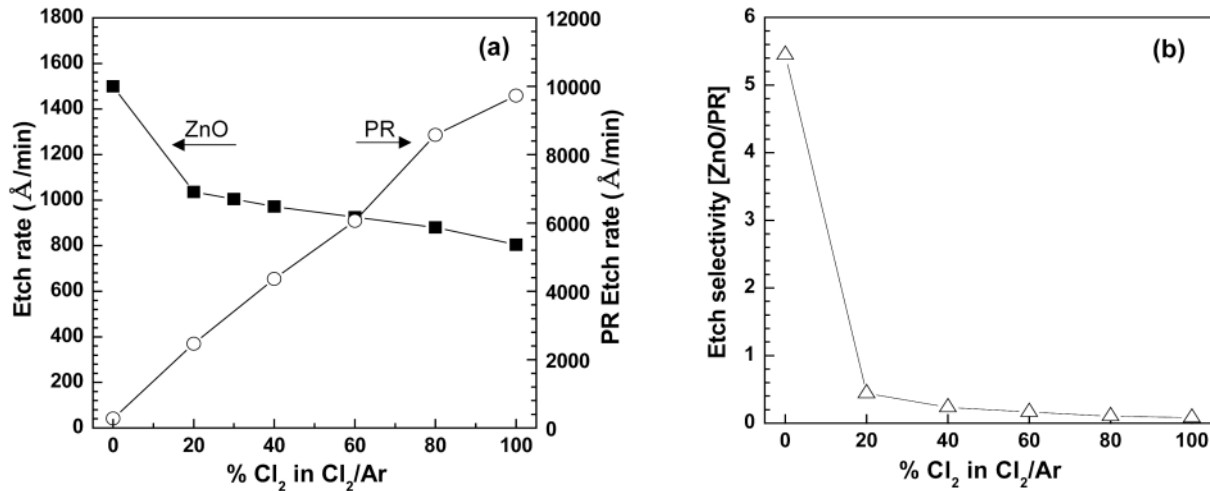 (a)
Etch rate (Å/min)
1800
1600
1400
1200
1000
800
600
400
200
0
ZnO
PR
12000
10000
8000
6000
4000
2000
0
PR Etch rate (Å/min)
0 20 40 60 80 100
% Cl₂ in Cl₂/Ar
(b)
Etch selectivity [ZnO/PR]
6
5
4
3
2
1
0
0 20 40 60 80 100
% Cl₂ in Cl₂/Ar